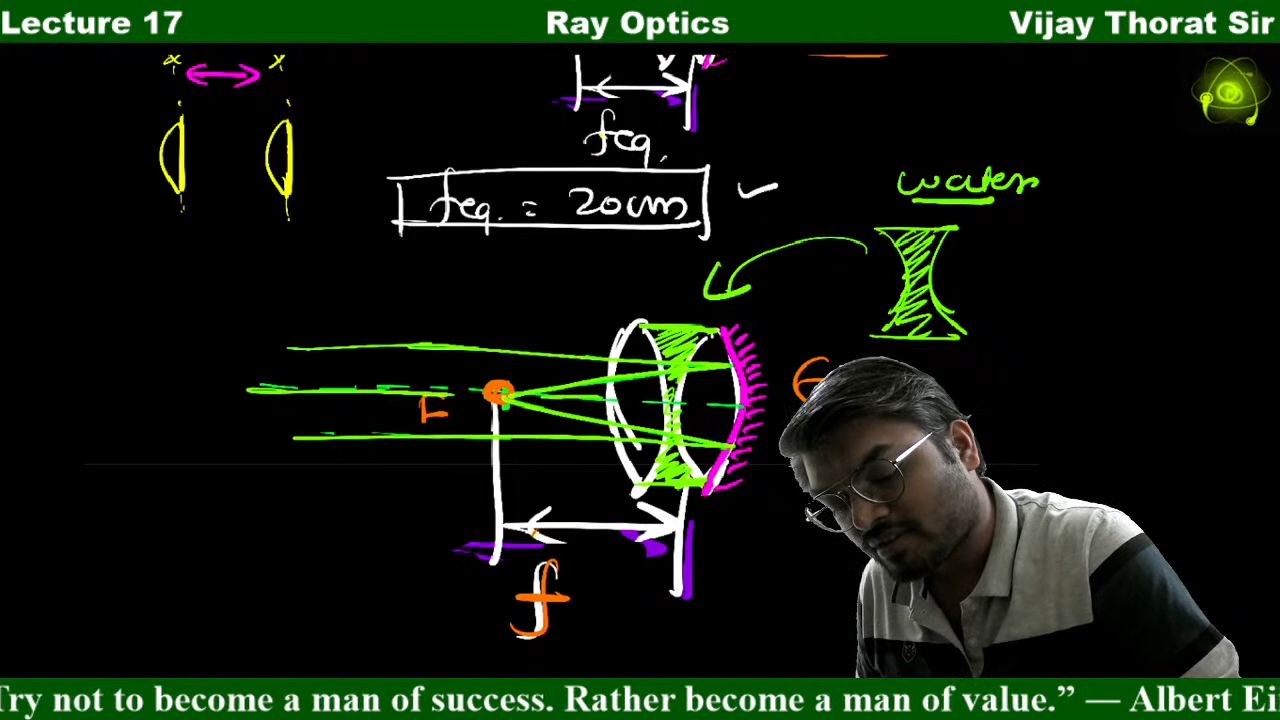 Lecture 17 Ray Optics Vijay Thorat Sir
x x
feq.
feq. = 20cm
water
F
f
Try not to become a man of success. Rather become a man of value.” — Albert Ei